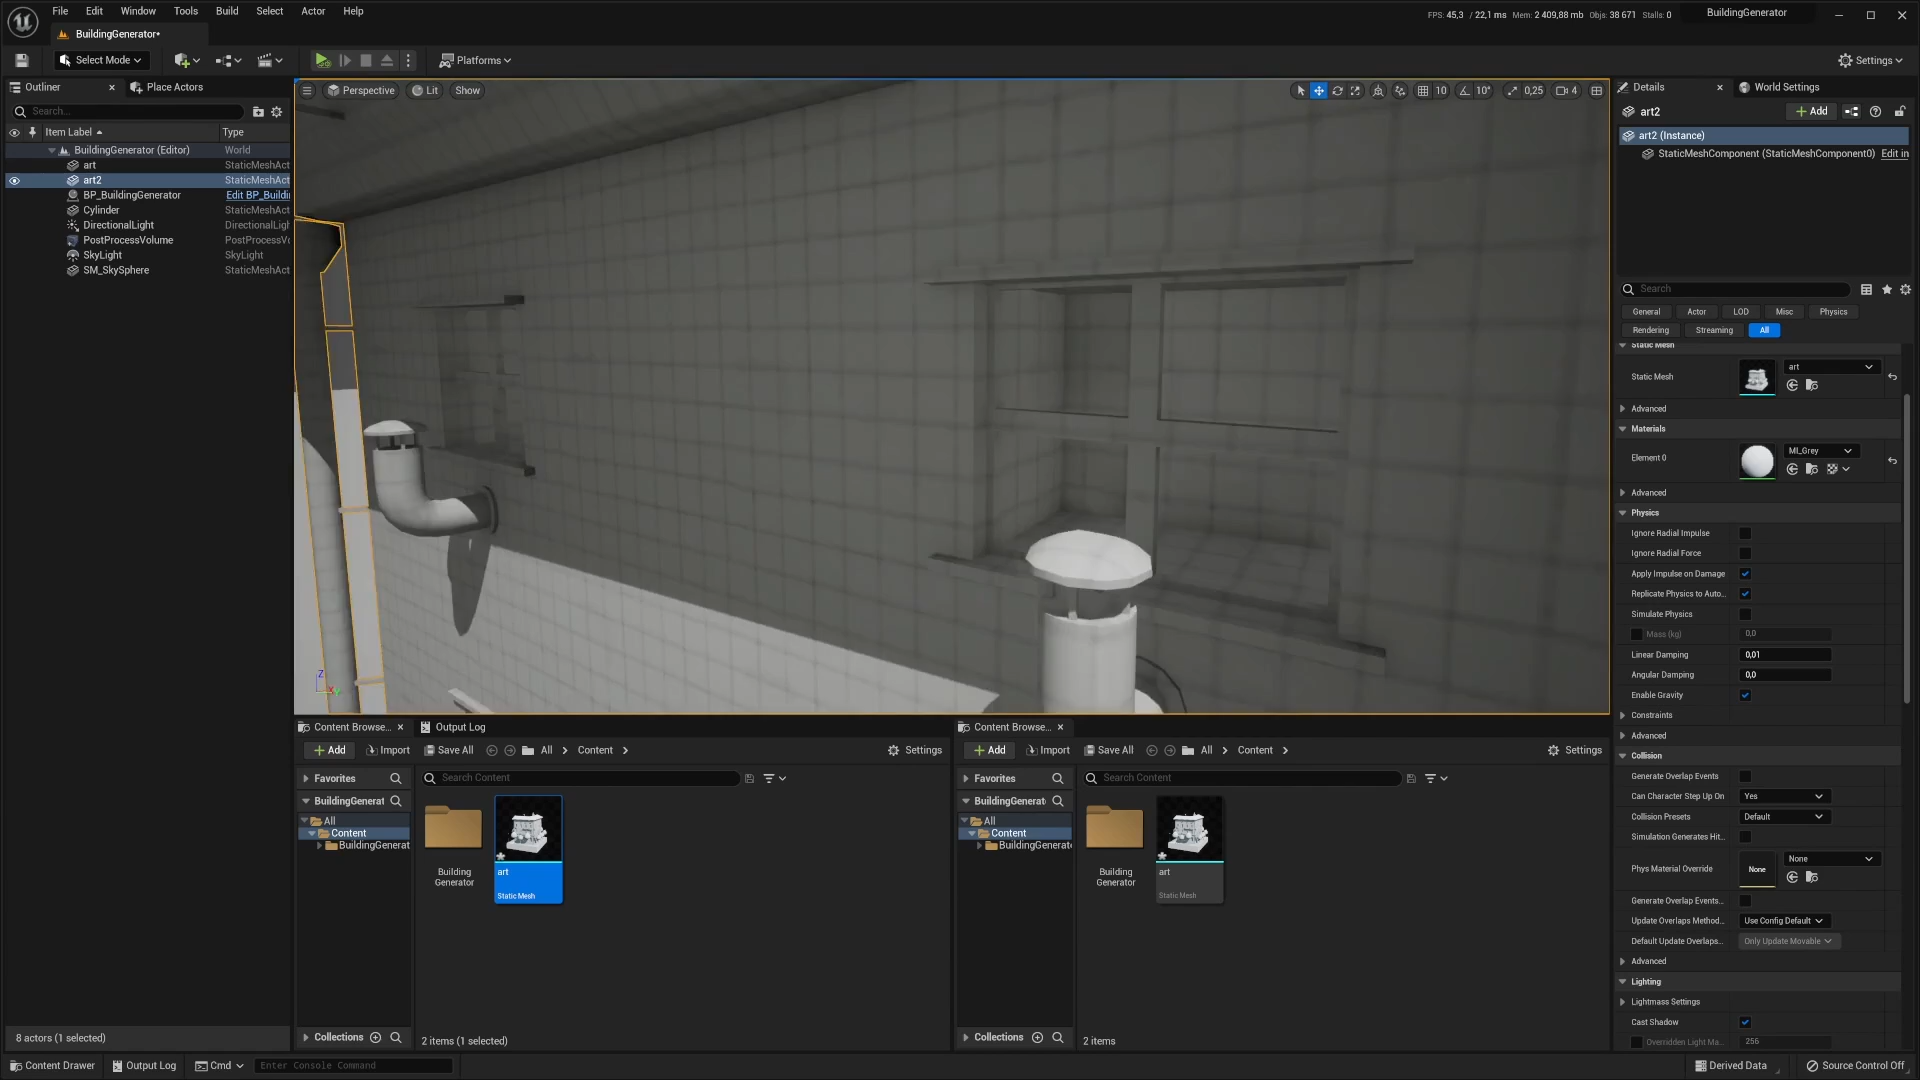 File Edit Window Tools Build Select Actor Help
FPS: 45,3 / 22,1 ms Mem: 2 409,88 mb Objs: 38 671 Stalls: 0
BuildingGenerator
BuildingGenerator*
Select Mode
Platforms
Settings
Outliner
Place Actors
Search...
Item Label
Type
BuildingGenerator (Editor) World
art StaticMeshAct
art2 StaticMeshAct
BP_BuildingGenerator Edit BP_Buildi
Cylinder StaticMeshAct
DirectionalLight DirectionalLigh
PostProcessVolume PostProcessV
SkyLight SkyLight
SM_SkySphere StaticMeshAct
8 actors (1 selected)
Perspective
Lit
Show
10
10°
0,25
4
Z
X
Details
World Settings
art2
Add
art2 (Instance)
StaticMeshComponent (StaticMeshComponent0) Edit in
Search
General Actor LOD Misc Physics
Rendering Streaming All
Static Mesh
Static Mesh art
Advanced
Materials
Element 0 MI_Grey
Advanced
Physics
Ignore Radial Impulse
Ignore Radial Force
Apply Impulse on Damage
Replicate Physics to Auto...
Simulate Physics
Mass (kg) 0,0
Linear Damping 0,01
Angular Damping 0,0
Enable Gravity
Constraints
Advanced
Collision
Generate Overlap Events
Can Character Step Up On Yes
Collision Presets Default
Simulation Generates Hit...
Phys Material Override None None
Generate Overlap Events...
Update Overlaps Method... Use Config Default
Default Update Overlaps... Only Update Movable
Advanced
Lighting
Lightmass Settings
Cast Shadow
Overridden Light Ma... 256
Content Browse...
Output Log
Add Import Save All All Content Settings
Favorites
Search Content
BuildingGenerat
All
Content
BuildingGenerat
Building
Generator
art
Static Mesh
Collections
2 items (1 selected)
Content Browse...
Add Import Save All All Content Settings
Favorites
Search Content
BuildingGenerat
All
Content
BuildingGenerat
Building
Generator
art
Static Mesh
Collections
2 items
Content Drawer
Output Log
Cmd
Enter Console Command
Derived Data
Source Control Off